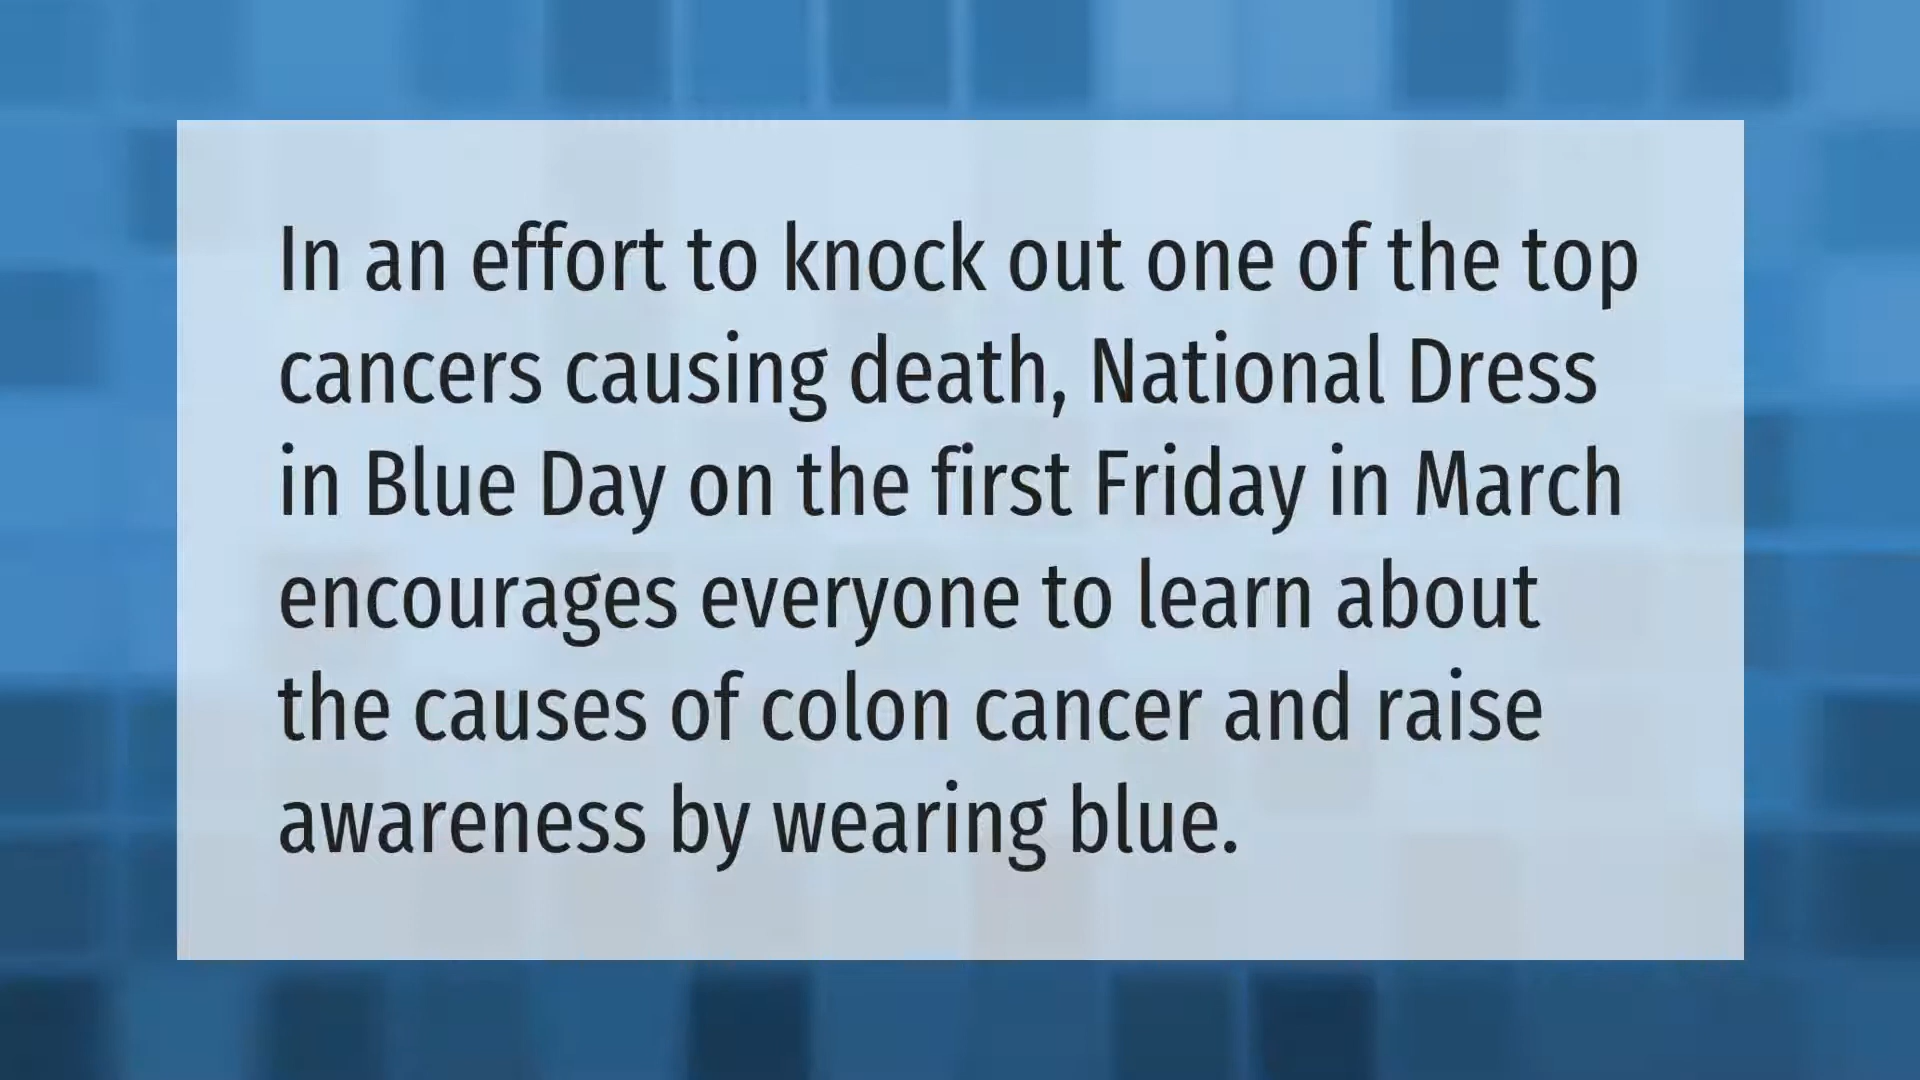 In an effort to knock out one of the top
cancers causing death, National Dress
in Blue Day on the first Friday in March
encourages everyone to learn about
the causes of colon cancer and raise
awareness by wearing blue.